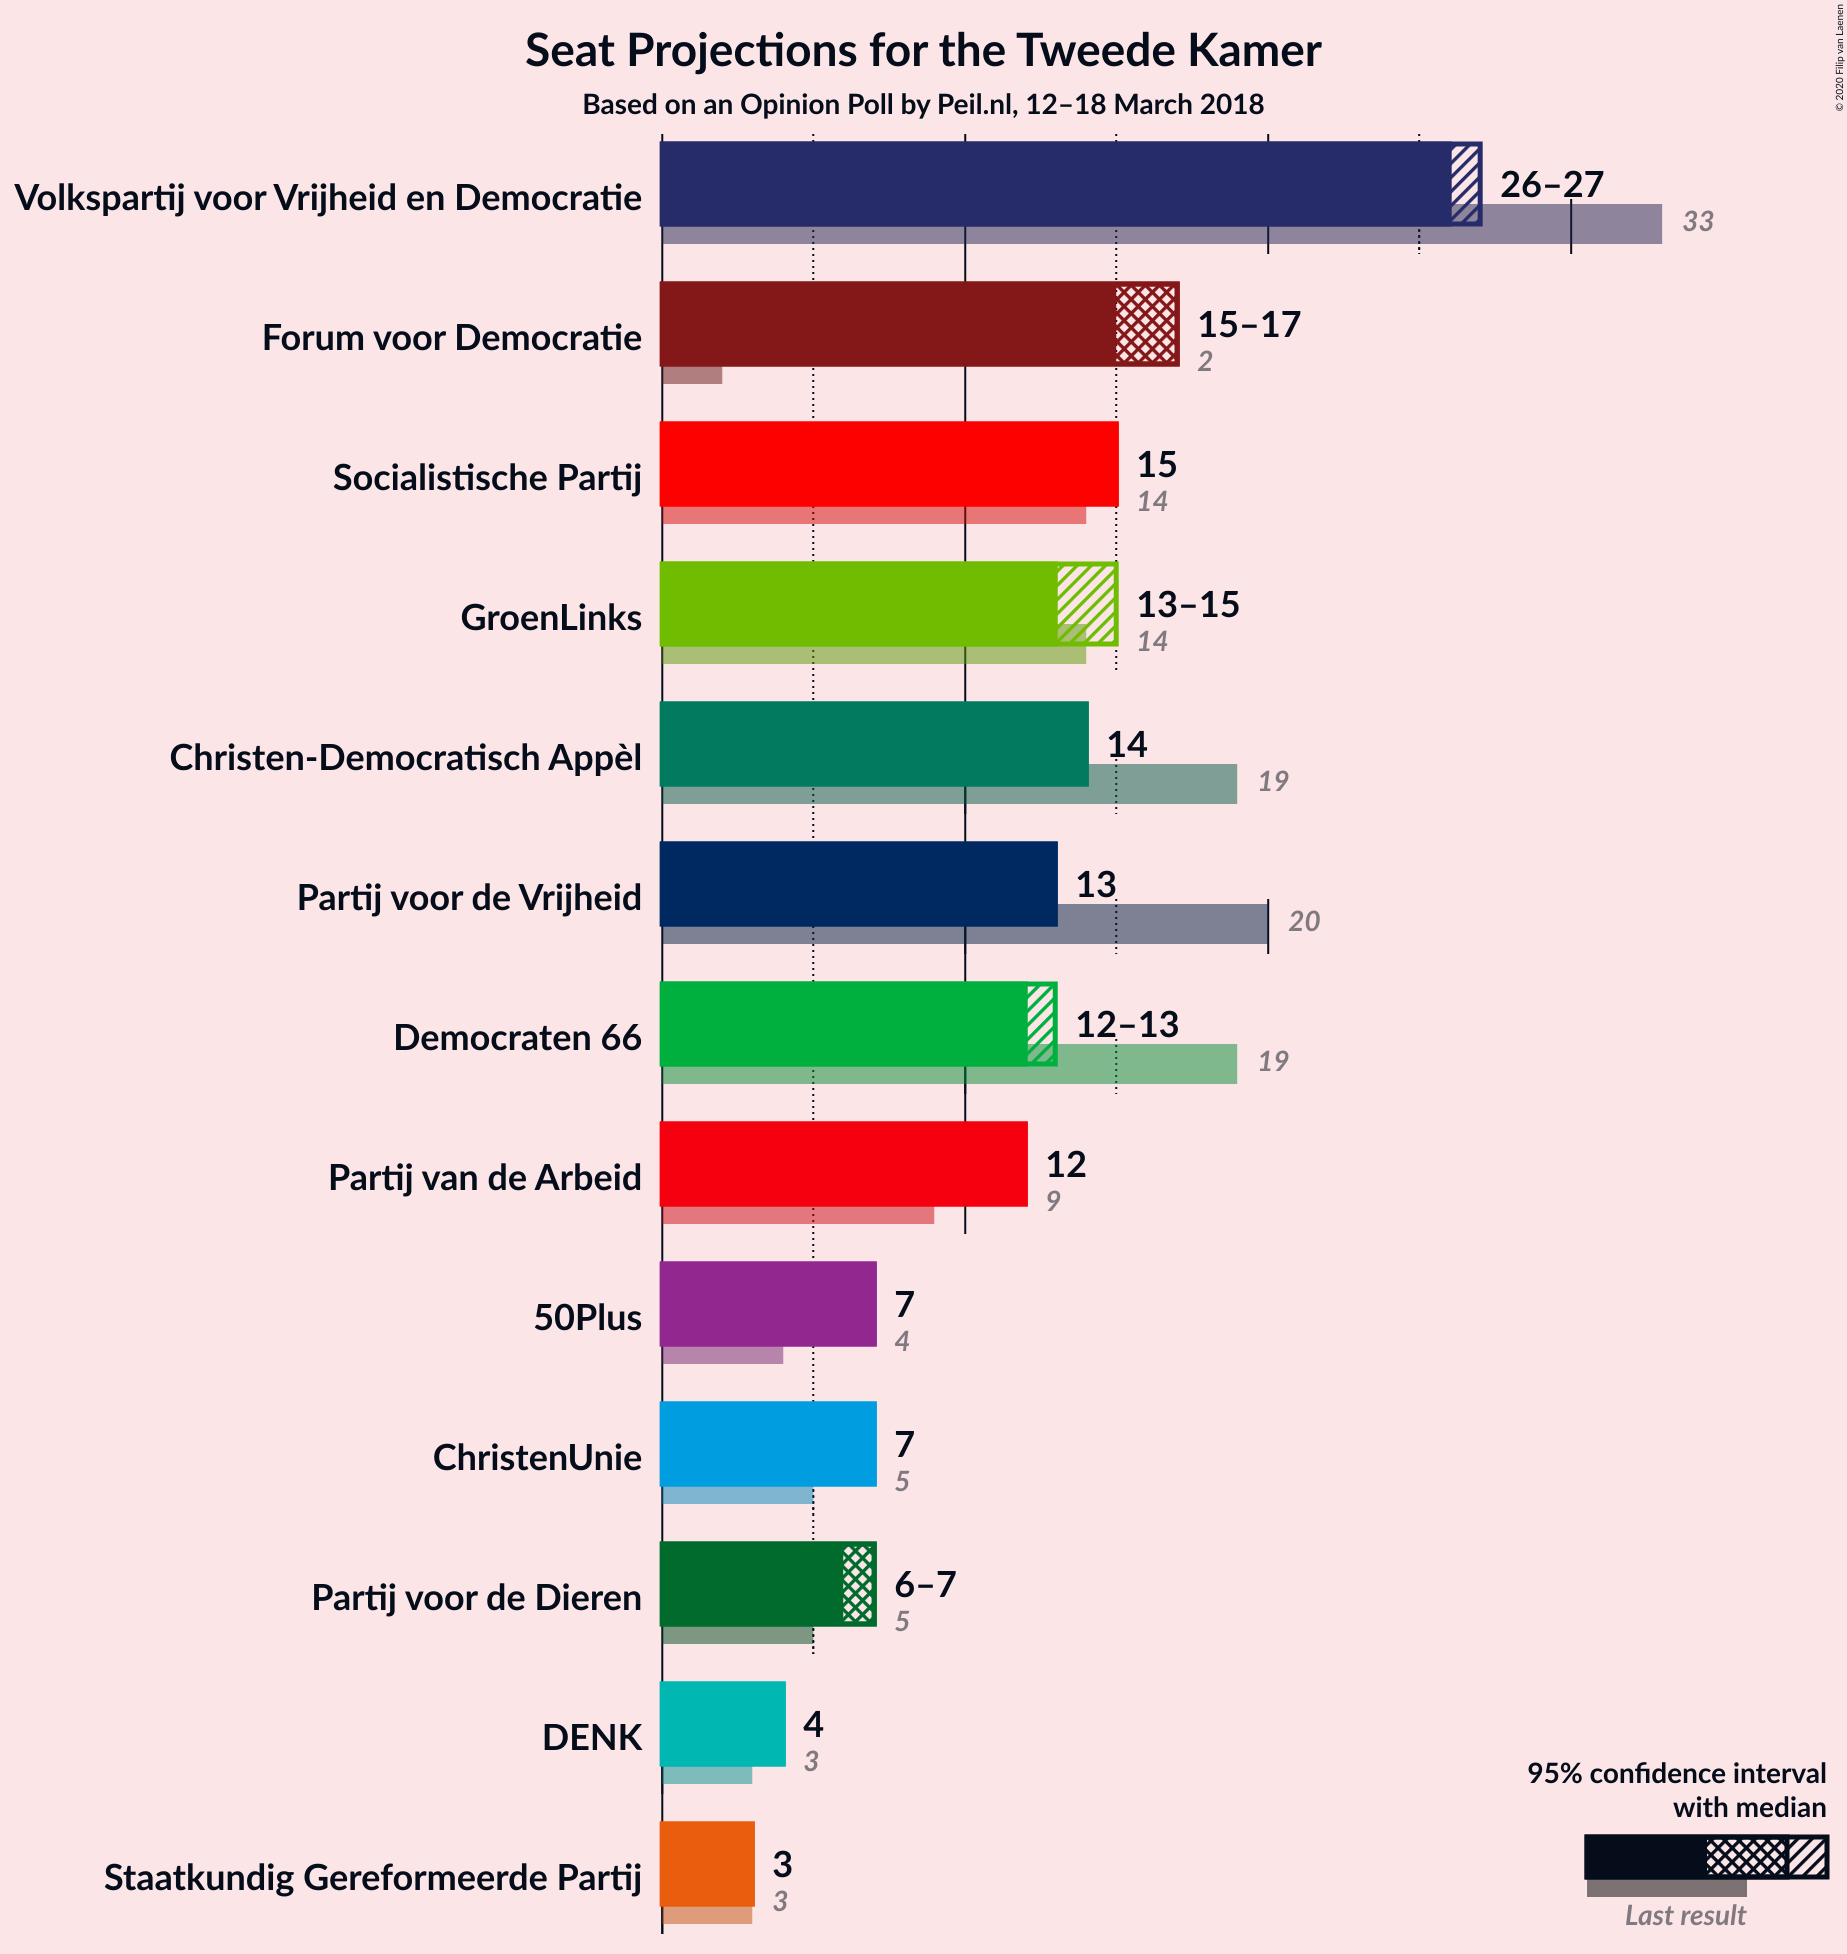 Seat Projections for the Tweede Kamer
Based on an Opinion Poll by Peil.nl, 12–18 March 2018
© 2020 Filip van Laenen
Volkspartij voor Vrijheid en Democratie
26–27
33
Forum voor Democratie
15–17
2
Socialistische Partij
15
14
GroenLinks
13–15
14
Christen-Democratisch Appèl
14
19
Partij voor de Vrijheid
13
20
Democraten 66
12–13
19
Partij van de Arbeid
12
9
50Plus
7
4
ChristenUnie
7
5
Partij voor de Dieren
6–7
5
DENK
4
3
Staatkundig Gereformeerde Partij
3
3
95% confidence interval
with median
Last result